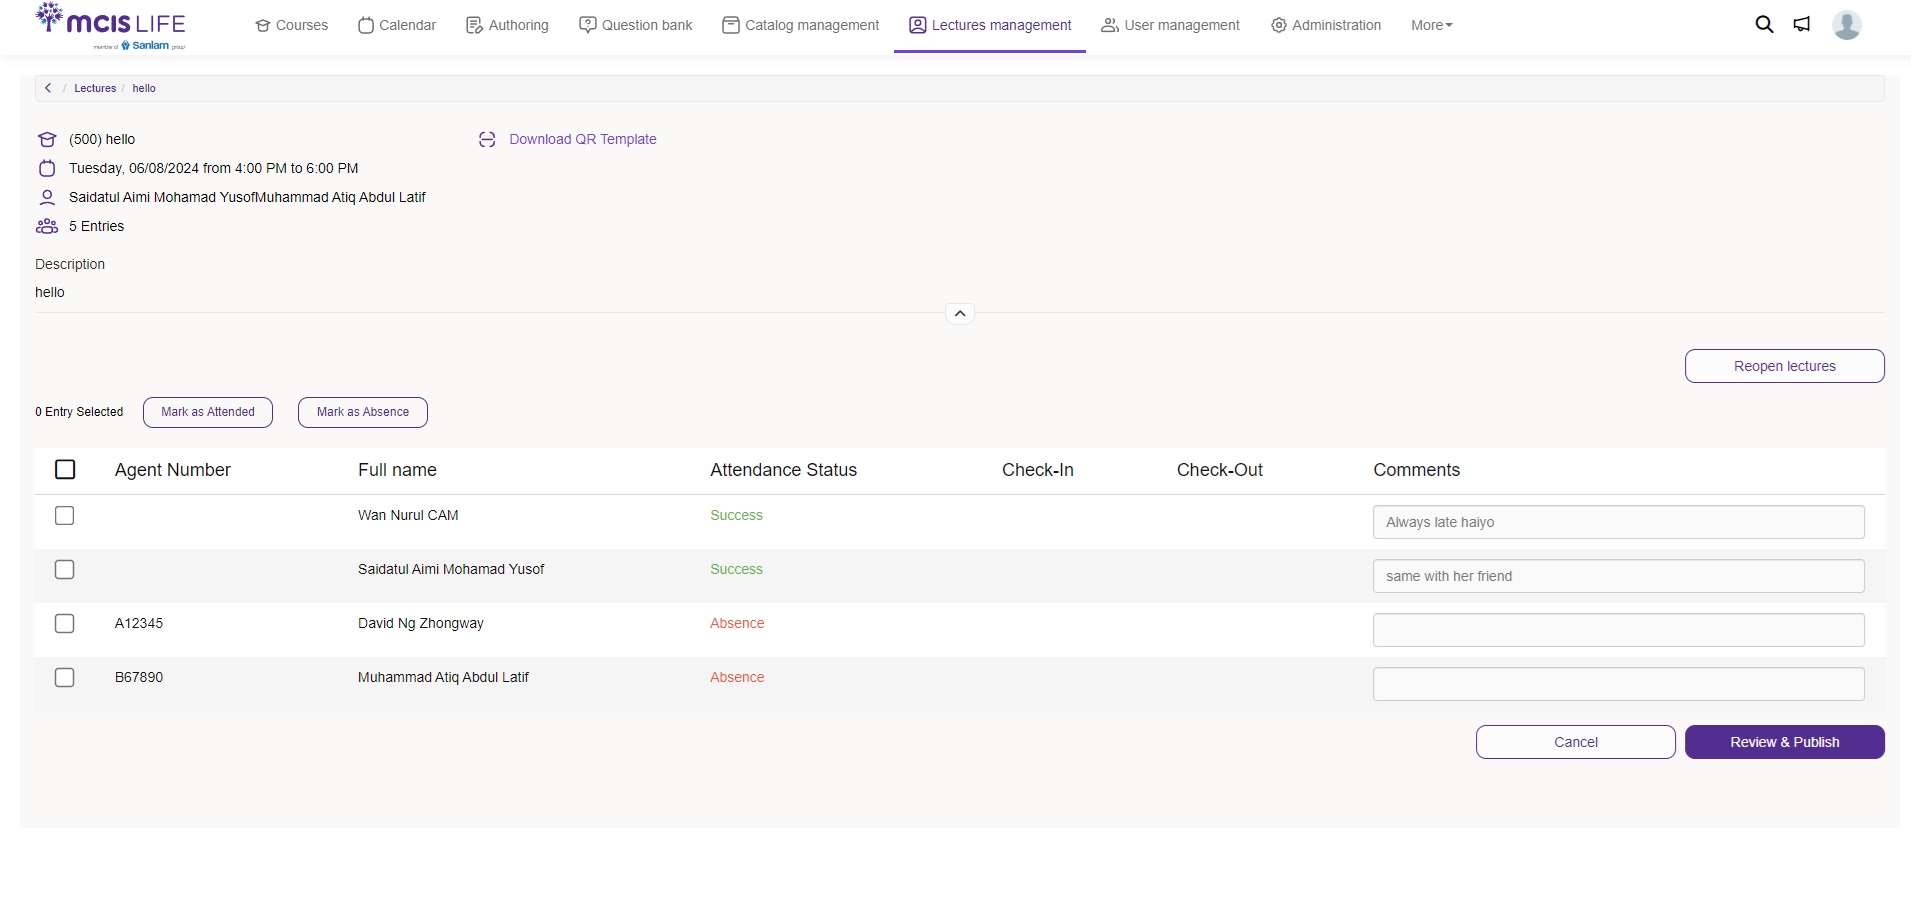 mcis LIFE
member of Sanlam group
Courses
Calendar
Authoring
Question bank
Catalog management
Lectures management
User management
Administration
More
/ Lectures / hello
(500) hello
Download QR Template
Tuesday, 06/08/2024 from 4:00 PM to 6:00 PM
Saidatul Aimi Mohamad YusofMuhammad Atiq Abdul Latif
5 Entries
Description
hello
Reopen lectures
0 Entry Selected Mark as Attended Mark as Absence
Agent Number Full name Attendance Status Check-In Check-Out Comments
Wan Nurul CAM Success Always late haiyo
Saidatul Aimi Mohamad Yusof Success same with her friend
A12345 David Ng Zhongway Absence
B67890 Muhammad Atiq Abdul Latif Absence
Cancel Review & Publish